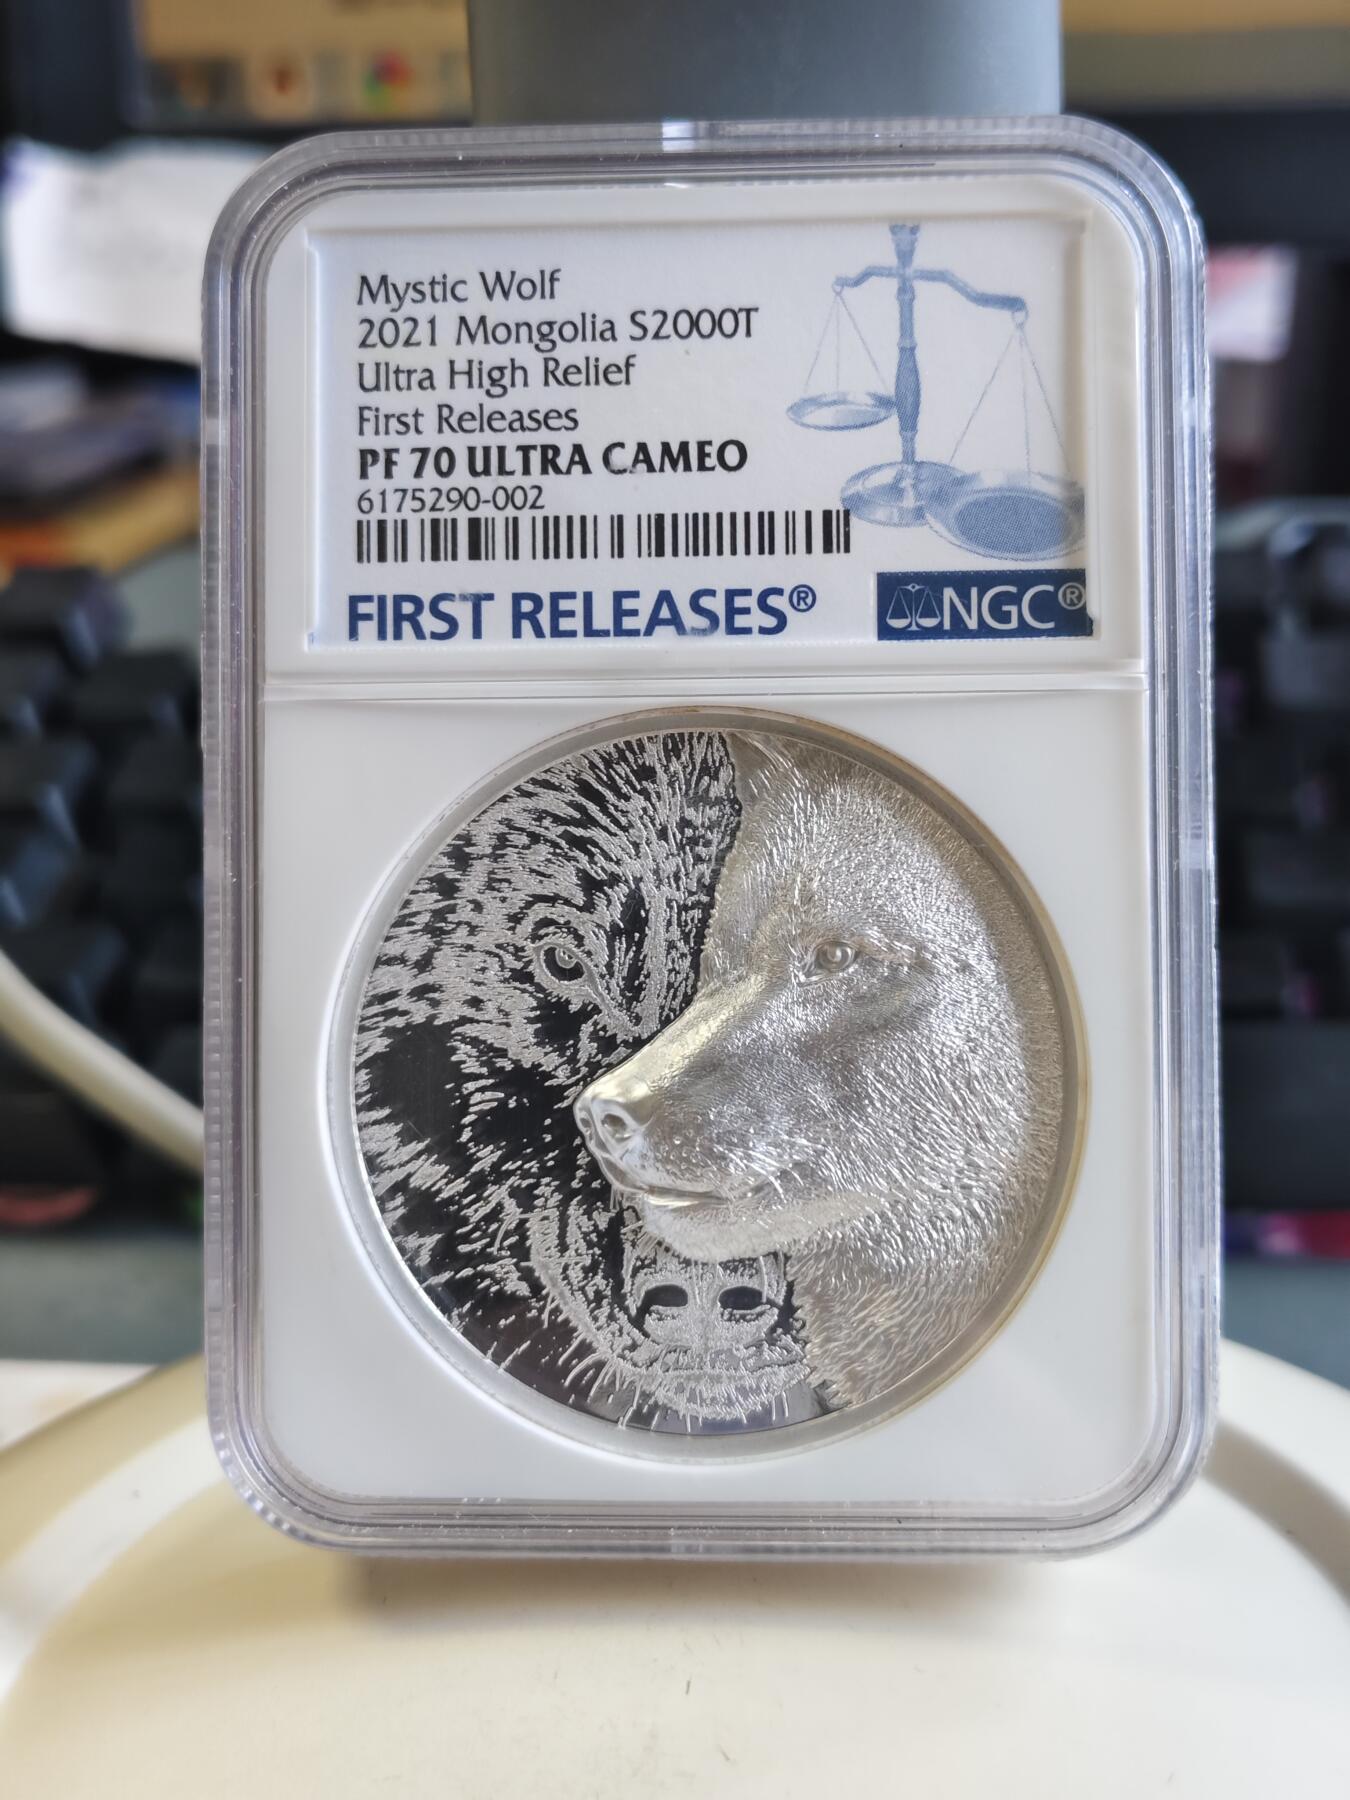 Mystic Wolf
2021 Mongolia S2000T
Ultra High Relief
First Releases
PF 70 ULTRA CAMEO
6175290-002
FIRST RELEASES®
NGC®